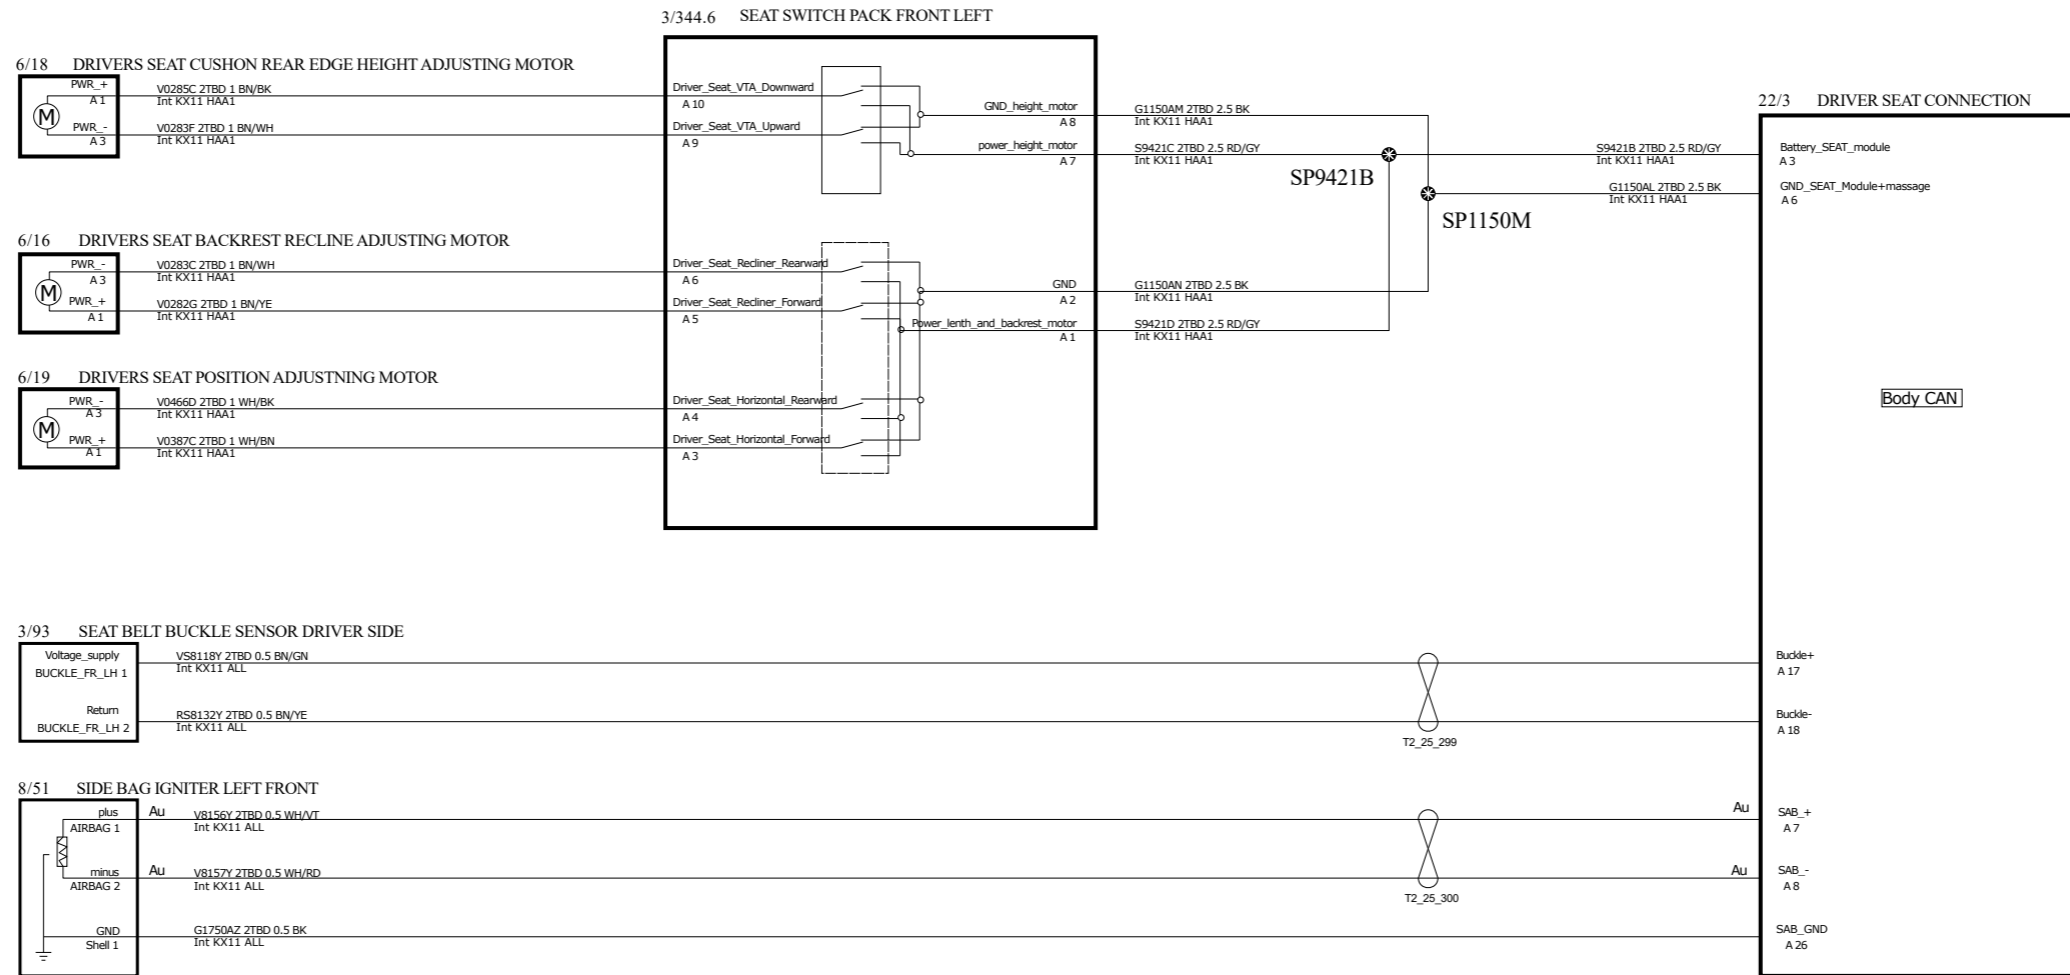 3/344.6 SEAT SWITCH PACK FRONT LEFT
6/18 DRIVERS SEAT CUSHON REAR EDGE HEIGHT ADJUSTING MOTOR
PWR_+
A 1
M
PWR_-
A 3
V0285C 2TBD 1 BN/BK
Int KX11 HAA1
V0283F 2TBD 1 BN/WH
Int KX11 HAA1
Driver_Seat_VTA_Downward
A 10
Driver_Seat_VTA_Upward
A 9
GND_height_motor
A 8
power_height_motor
A 7
G1150AM 2TBD 2.5 BK
Int KX11 HAA1
S9421C 2TBD 2.5 RD/GY
Int KX11 HAA1
SP9421B
SP1150M
S9421B 2TBD 2.5 RD/GY
Int KX11 HAA1
G1150AL 2TBD 2.5 BK
Int KX11 HAA1
22/3 DRIVER SEAT CONNECTION
Battery_SEAT_module
A 3
GND_SEAT_Module+massage
A 6
6/16 DRIVERS SEAT BACKREST RECLINE ADJUSTING MOTOR
PWR_-
A 3
M
PWR_+
A 1
V0283C 2TBD 1 BN/WH
Int KX11 HAA1
V0282G 2TBD 1 BN/YE
Int KX11 HAA1
Driver_Seat_Recliner_Rearward
A 6
Driver_Seat_Recliner_Forward
A 5
GND
A 2
Power_lenth_and_backrest_motor
A 1
G1150AN 2TBD 2.5 BK
Int KX11 HAA1
S9421D 2TBD 2.5 RD/GY
Int KX11 HAA1
6/19 DRIVERS SEAT POSITION ADJUSTNING MOTOR
PWR_-
A 3
M
PWR_+
A 1
V0466D 2TBD 1 WH/BK
Int KX11 HAA1
V0387C 2TBD 1 WH/BN
Int KX11 HAA1
Driver_Seat_Horizontal_Rearward
A 4
Driver_Seat_Horizontal_Forward
A 3
Body CAN
3/93 SEAT BELT BUCKLE SENSOR DRIVER SIDE
Voltage_supply
BUCKLE_FR_LH 1
Return
BUCKLE_FR_LH 2
VS8118Y 2TBD 0.5 BN/GN
Int KX11 ALL
RS8132Y 2TBD 0.5 BN/YE
Int KX11 ALL
T2_25_299
Buckle+
A 17
Buckle-
A 18
8/51 SIDE BAG IGNITER LEFT FRONT
plus
AIRBAG 1
minus
AIRBAG 2
GND
Shell 1
Au
V8156Y 2TBD 0.5 WH/VT
Int KX11 ALL
Au
V8157Y 2TBD 0.5 WH/RD
Int KX11 ALL
G1750AZ 2TBD 0.5 BK
Int KX11 ALL
T2_25_300
Au
Au
SAB_+
A 7
SAB_-
A 8
SAB_GND
A 26